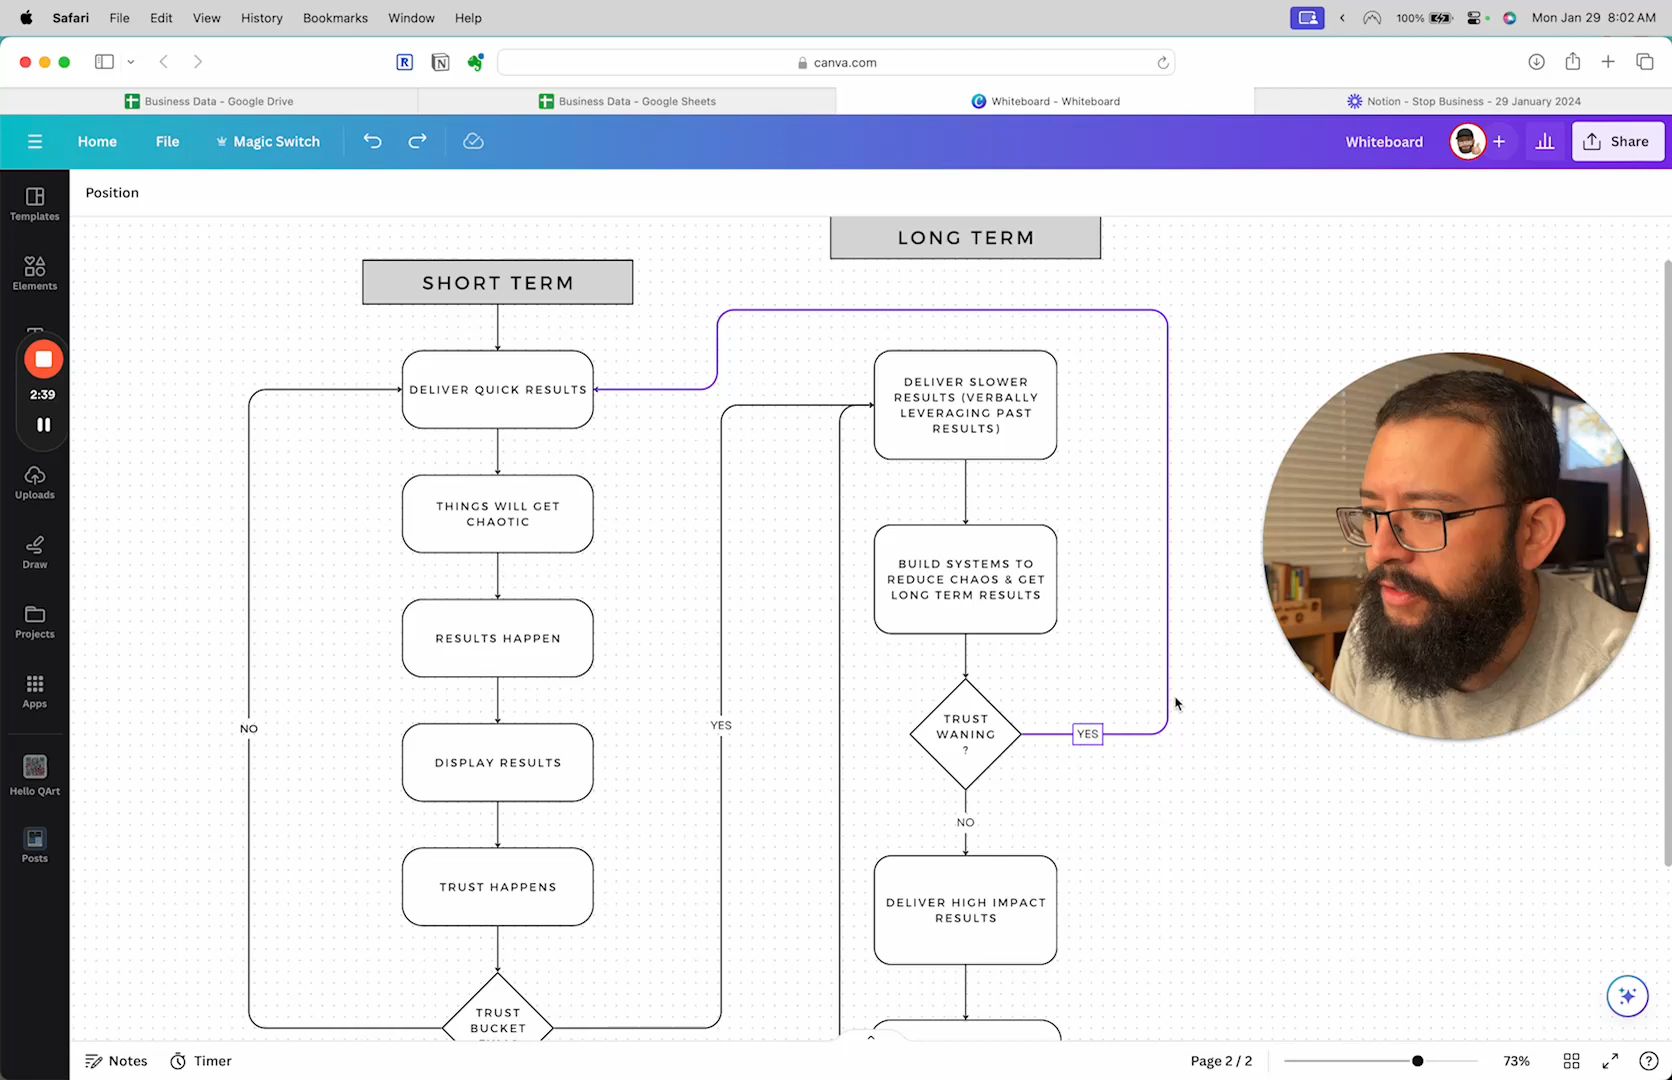 Safari File Edit View History Bookmarks Window Help
100% Mon Jan 29 8:02 AM
canva.com
Business Data - Google Drive
Business Data - Google Sheets
Whiteboard - Whiteboard
Notion - Stop Business - 29 January 2024
Home File Magic Switch
Whiteboard
Share
Position
Templates
Elements
2:39
Uploads
Draw
Projects
Apps
Hello QArt
Posts
SHORT TERM
DELIVER QUICK RESULTS
THINGS WILL GET
CHAOTIC
RESULTS HAPPEN
DISPLAY RESULTS
TRUST HAPPENS
TRUST
BUCKET
NO
YES
LONG TERM
DELIVER SLOWER
RESULTS (VERBALLY
LEVERAGING PAST
RESULTS)
BUILD SYSTEMS TO
REDUCE CHAOS & GET
LONG TERM RESULTS
TRUST
WANING
?
YES
NO
DELIVER HIGH IMPACT
RESULTS
Notes
Timer
Page 2 / 2
73%